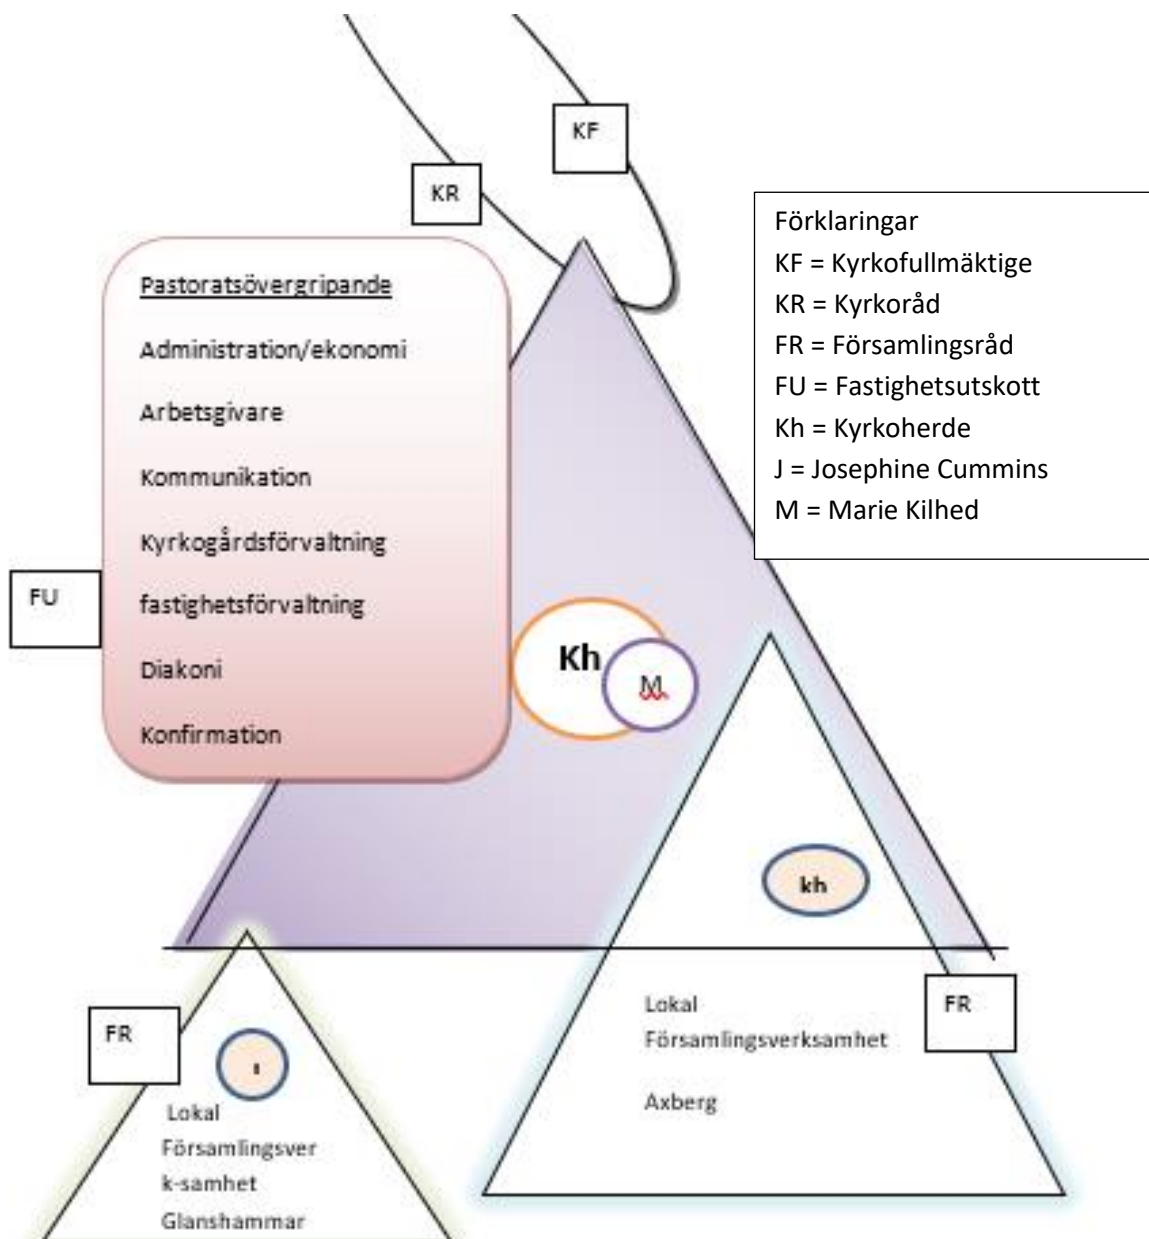 KF
KR
Förklaringar
KF = Kyrkofullmäktige
KR = Kyrkoråd
FR = Församlingsråd
FU = Fastighetsutskott
Kh = Kyrkoherde
J = Josephine Cummins
M = Marie Kilhed
Pastoratsövergripande
Administration/ekonomi
Arbetsgivare
Kommunikation
Kyrkogårdsförvaltning
fastighetsförvaltning
Diakoni
Konfirmation
FU
Kh
M
kh
FR
Lokal
Församlingsver
k-samhet
Glanshammar
Lokal
Församlingsverksamhet
Axberg
FR